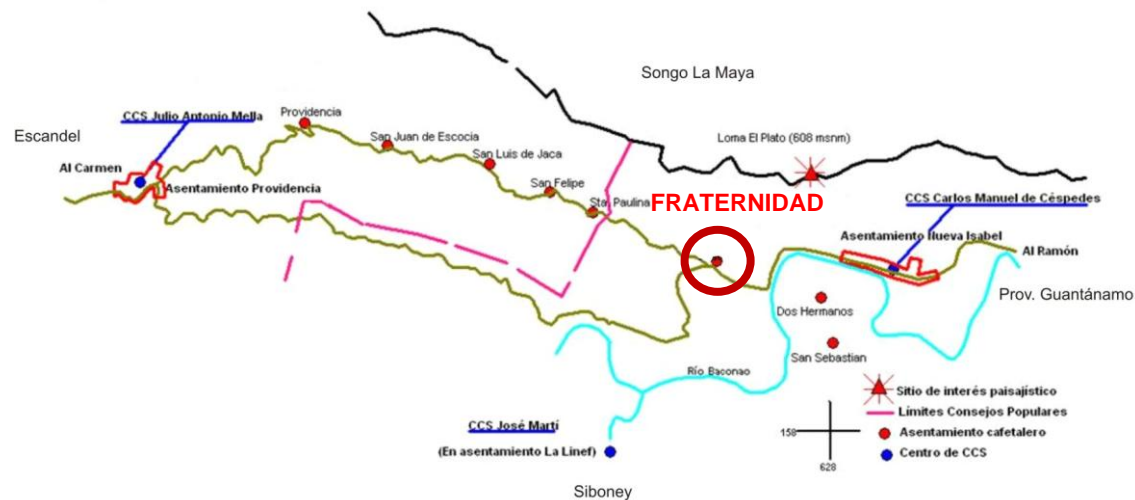 Songo La Maya
Escandel
CCS Julio Antonio Mella
Providencia
San Juan de Escocia
Loma El Plato (608 msnm)
San Luis de Jaca
Al Carmen
Asentamiento Providencia
San Felipe
Sta. Paulina
FRATERNIDAD
CCS Carlos Manuel de Céspedes
Asentamiento Nueva Isabel
Al Ramón
Prov. Guantánamo
Dos Hermanos
San Sebastian
Río Baconao
Sitio de interés paisajístico
Límites Consejos Populares
Asentamiento cafetalero
Centro de CCS
158
628
CCS José Martí
(En asentamiento La Linef)
Siboney